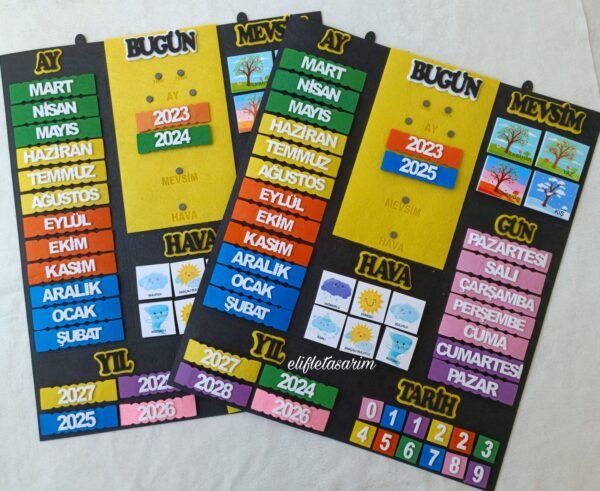 AY
MART
NİSAN
MAYIS
HAZİRAN
TEMMUZ
AĞUSTOS
EYLÜL
EKİM
KASIM
ARALIK
OCAK
ŞUBAT
BUGÜN
AY
2023
2024
MEVSİM
HAVA
MEVSİM
HAVA
YIL
2027
2025
2026
AY
MART
NİSAN
MAYIS
HAZİRAN
TEMMUZ
AĞUSTOS
EYLÜL
EKİM
KASIM
ARALIK
OCAK
ŞUBAT
BUGÜN
AY
2023
2025
MEVSİM
HAVA
MEVSİM
KIŞ
GÜN
PAZARTESİ
SALI
ÇARŞAMBA
PERŞEMBE
CUMA
CUMARTESİ
PAZAR
HAVA
elifletasarim
YIL
2027
2024
2028
2026
TARİH
0 1 1 2 2 3
4 5 6 7 8 9